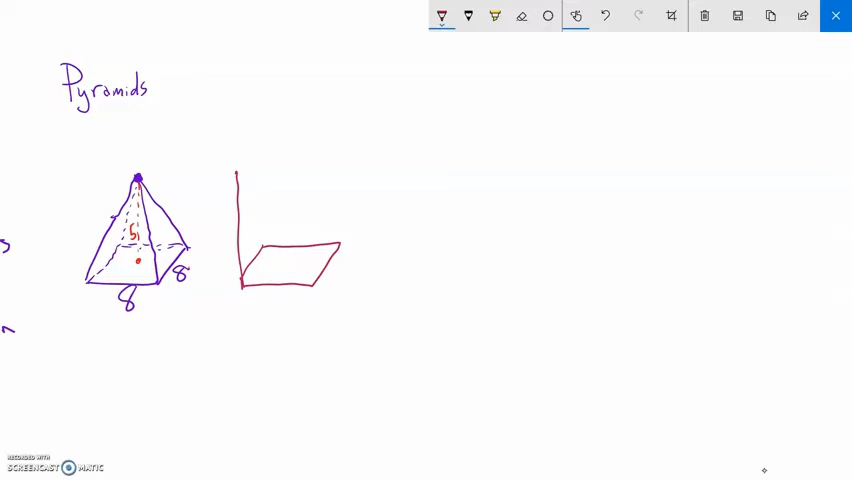 Pyramids
5
8
8
RECORDED WITH
SCREENCAST MATIC